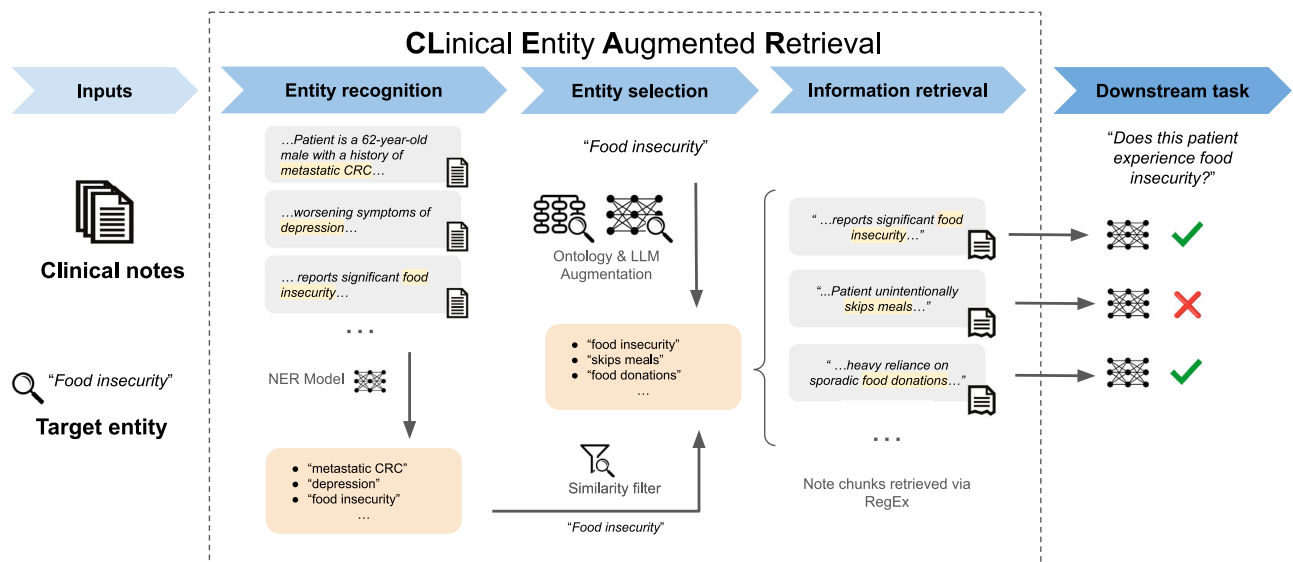 CLinical Entity Augmented Retrieval
Inputs
Entity recognition
Entity selection
Information retrieval
Downstream task
Clinical notes
“Food insecurity”
Target entity
…Patient is a 62-year-old
male with a history of
metastatic CRC…
…worsening symptoms of
depression…
… reports significant food
insecurity…
...
NER Model
● “metastatic CRC”
● “depression”
● “food insecurity”
…
“Food insecurity”
Ontology & LLM
Augmentation
● “food insecurity”
● “skips meals”
● “food donations”
…
Similarity filter
“Food insecurity”
“ …reports significant food
insecurity…”
“...Patient unintentionally
skips meals…”
“ …heavy reliance on
sporadic food donations…”
...
Note chunks retrieved via
RegEx
“Does this patient
experience food
insecurity?”